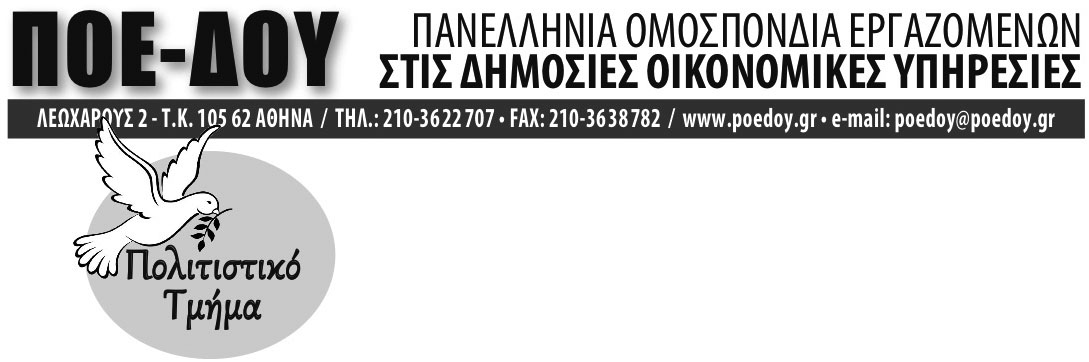 ΠΟΕ-ΔΟΥ
ΠΑΝΕΛΛΗΝΙΑ ΟΜΟΣΠΟΝΔΙΑ ΕΡΓΑΖΟΜΕΝΩΝ
ΣΤΙΣ ΔΗΜΟΣΙΕΣ ΟΙΚΟΝΟΜΙΚΕΣ ΥΠΗΡΕΣΙΕΣ
ΛΕΩΧΑΡΟΥΣ 2 - Τ.Κ. 105 62 ΑΘΗΝΑ / ΤΗΛ.: 210-3622707 • FAX: 210-3638782 / www.poedoy.gr • e-mail: poedoy@poedoy.gr
Πολιτιστικό
Τμήμα